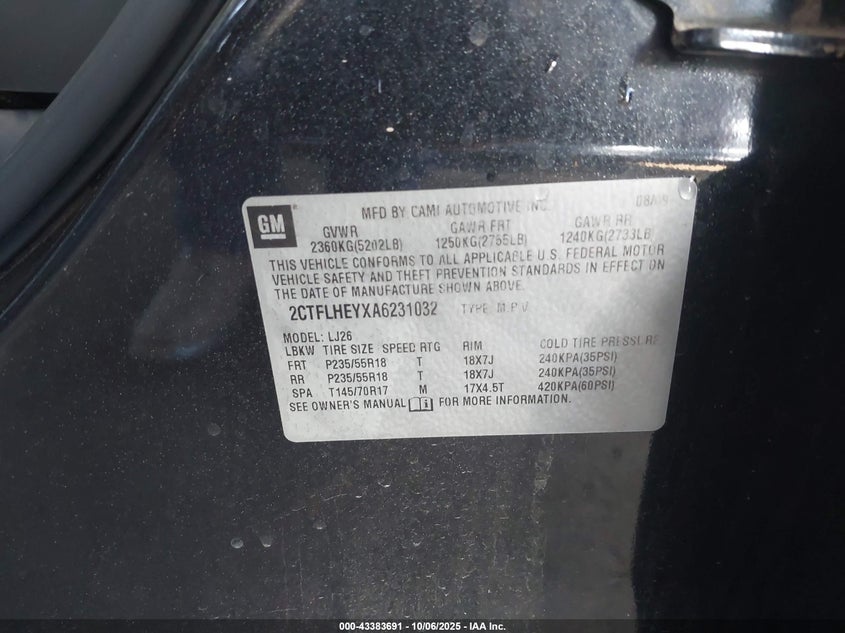 GM
MFD BY CAMI AUTOMOTIVE INC
GVWR GAWR FRT GAWR RR
2360KG(5202LB) 1250KG(2755LB) 1240KG(2733LB)
THIS VEHICLE CONFORMS TO ALL APPLICABLE U.S. FEDERAL MOTOR
VEHICLE SAFETY AND THEFT PREVENTION STANDARDS IN EFFECT ON
THE DATE OF MANUFACTURE SHOWN ABOVE.
2CTFLHEYXA6231032 TYPE: M.P.V
MODEL: LJ26
LBKW TIRE SIZE SPEED RTG RIM COLD TIRE PRESSURE
FRT P235/55R18 T 18X7J 240KPA(35PSI)
RR P235/55R18 T 18X7J 240KPA(35PSI)
SPA T145/70R17 M 17X4.5T 420KPA(60PSI)
SEE OWNER'S MANUAL FOR MORE INFORMATION.
000-43383691 - 10/06/2025 - IAA Inc.